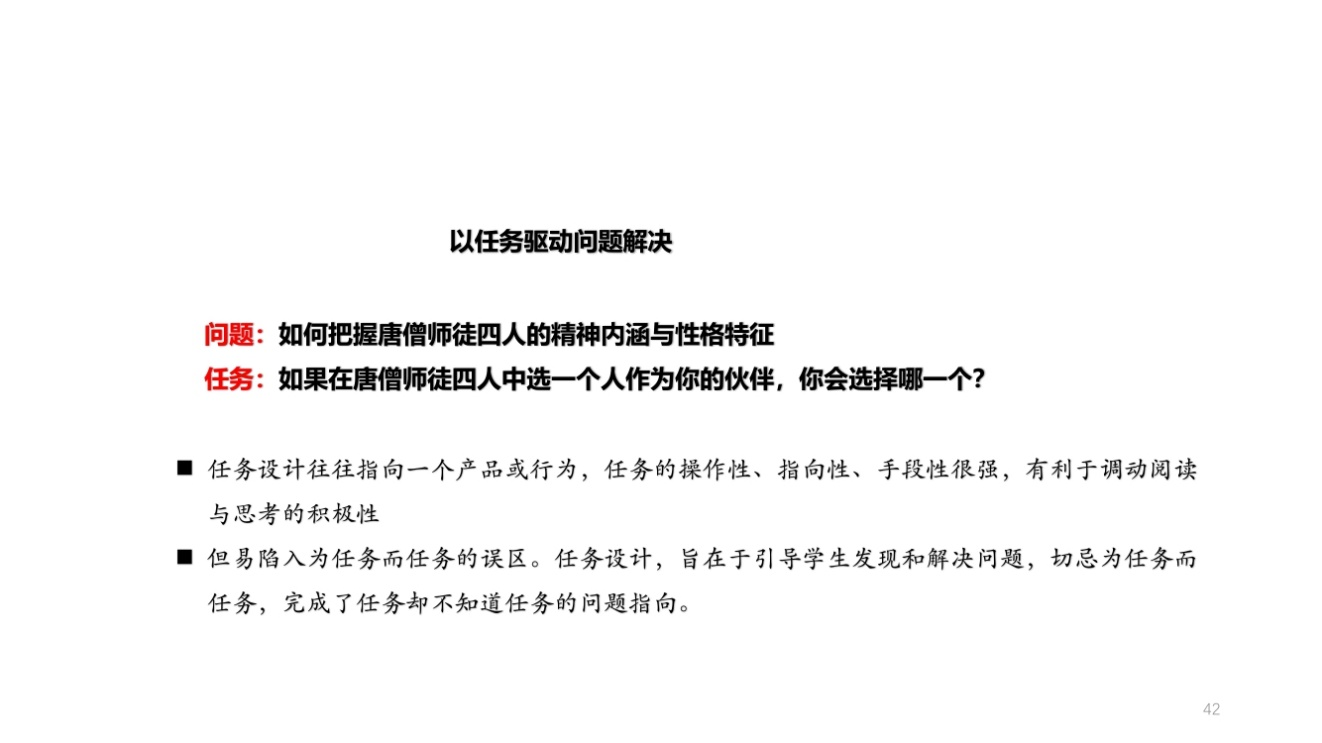 以任务驱动问题解决
问题：如何把握唐僧师徒四人的精神内涵与性格特征
任务：如果在唐僧师徒四人中选一个人作为你的伙伴，你会选择哪一个？
■ 任务设计往往指向一个产品或行为，任务的操作性、指向性、手段性很强，有利于调动阅读
与思考的积极性
■ 但易陷入为任务而任务的误区。任务设计，旨在于引导学生发现和解决问题，切忌为任务而
任务，完成了任务却不知道任务的问题指向。
42